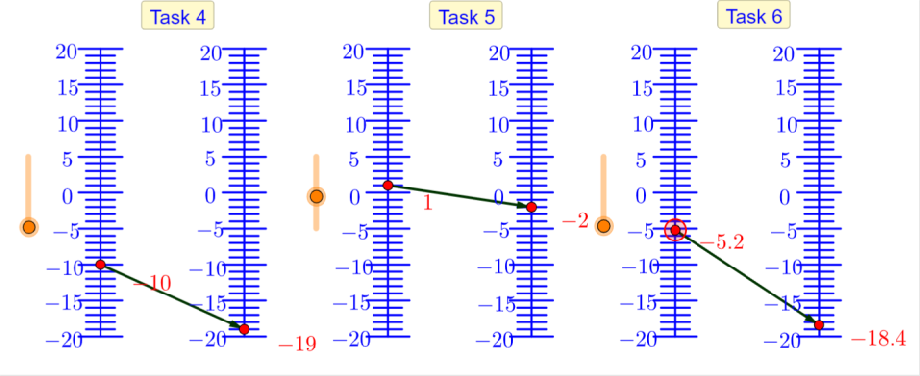 Task 4 Task 5 Task 6
20 20 20 20 20 20
15 15 15 15 15 15
10 10 10 10 10 10
5 5 5 5 5 5
0 0 0 0 0 0
1 -2
-5 -5 -5 -5 -5 -5
-5.2
-10 -10 -10 -10 -10 -10
-10
-15 -15 -15 -15 -15 -15
-20 -20 -20 -20 -20 -20
-19 -18.4